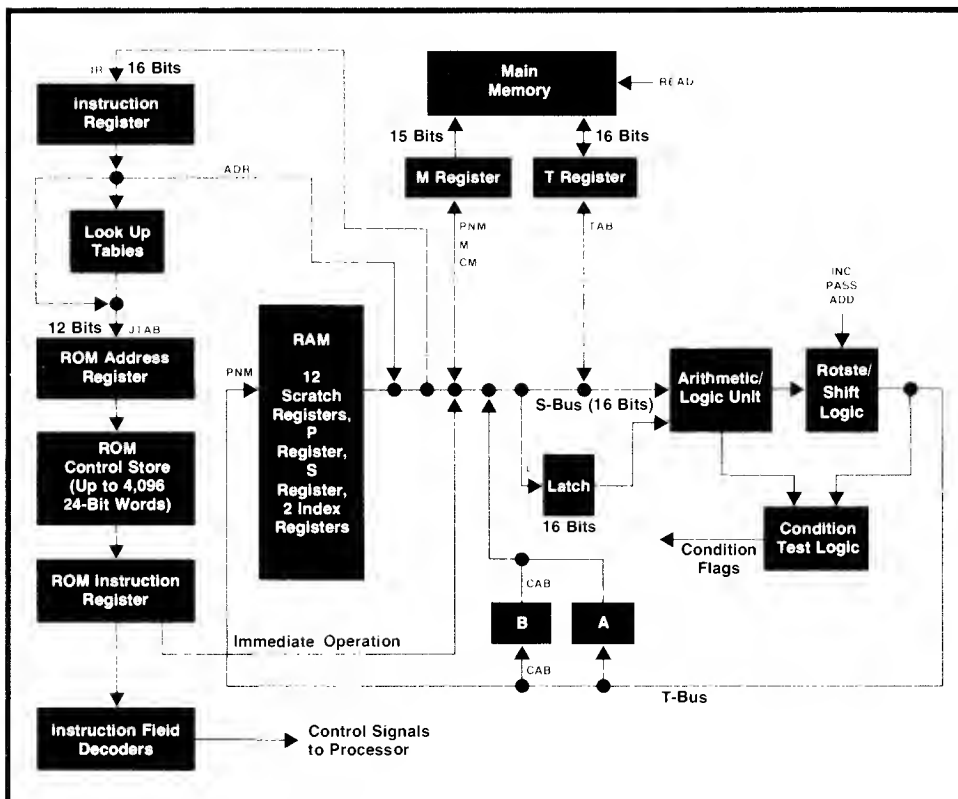 IR
16 Bits
Instruction
Register
ADR
Look Up
Tables
12 Bits
JTAB
ROM Address
Register
ROM
Control Store
(Up to 4,096
24-Bit Words)
ROM Instruction
Register
Immediate Operation
Instruction Field
Decoders
Control Signals
to Processor
Main
Memory
READ
15 Bits
16 Bits
M Register
T Register
PNM
M
CM
TAB
PNM
RAM
12
Scratch
Registers,
P
Register,
S
Register,
2 Index
Registers
S-Bus (16 Bits)
Latch
16 Bits
CAB
B
A
CAB
T-Bus
INC
PASS
ADD
Arithmetic/
Logic Unit
Rotate/
Shift
Logic
Condition
Test Logic
Condition
Flags